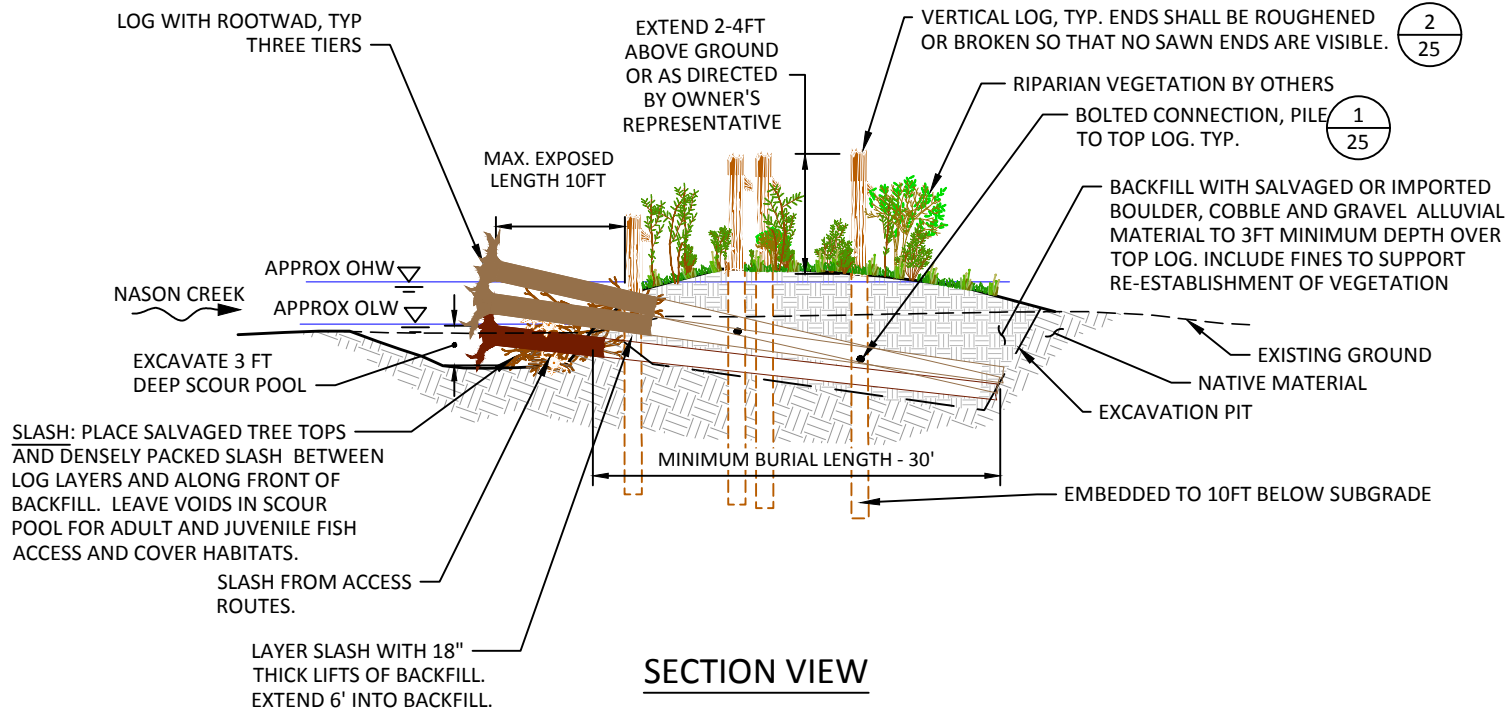 LOG WITH ROOTWAD, TYP
THREE TIERS
EXTEND 2-4FT
ABOVE GROUND
OR AS DIRECTED
BY OWNER'S
REPRESENTATIVE
VERTICAL LOG, TYP. ENDS SHALL BE ROUGHENED
OR BROKEN SO THAT NO SAWN ENDS ARE VISIBLE.
2
25
RIPARIAN VEGETATION BY OTHERS
BOLTED CONNECTION, PILE
TO TOP LOG. TYP.
1
25
MAX. EXPOSED
LENGTH 10FT
BACKFILL WITH SALVAGED OR IMPORTED
BOULDER, COBBLE AND GRAVEL ALLUVIAL
MATERIAL TO 3FT MINIMUM DEPTH OVER
TOP LOG. INCLUDE FINES TO SUPPORT
RE-ESTABLISHMENT OF VEGETATION
APPROX OHW
NASON CREEK
APPROX OLW
EXCAVATE 3 FT
DEEP SCOUR POOL
EXISTING GROUND
NATIVE MATERIAL
EXCAVATION PIT
SLASH: PLACE SALVAGED TREE TOPS
AND DENSELY PACKED SLASH BETWEEN
LOG LAYERS AND ALONG FRONT OF
BACKFILL. LEAVE VOIDS IN SCOUR
POOL FOR ADULT AND JUVENILE FISH
ACCESS AND COVER HABITATS.
MINIMUM BURIAL LENGTH - 30'
EMBEDDED TO 10FT BELOW SUBGRADE
SLASH FROM ACCESS
ROUTES.
LAYER SLASH WITH 18"
THICK LIFTS OF BACKFILL.
EXTEND 6' INTO BACKFILL.
SECTION VIEW